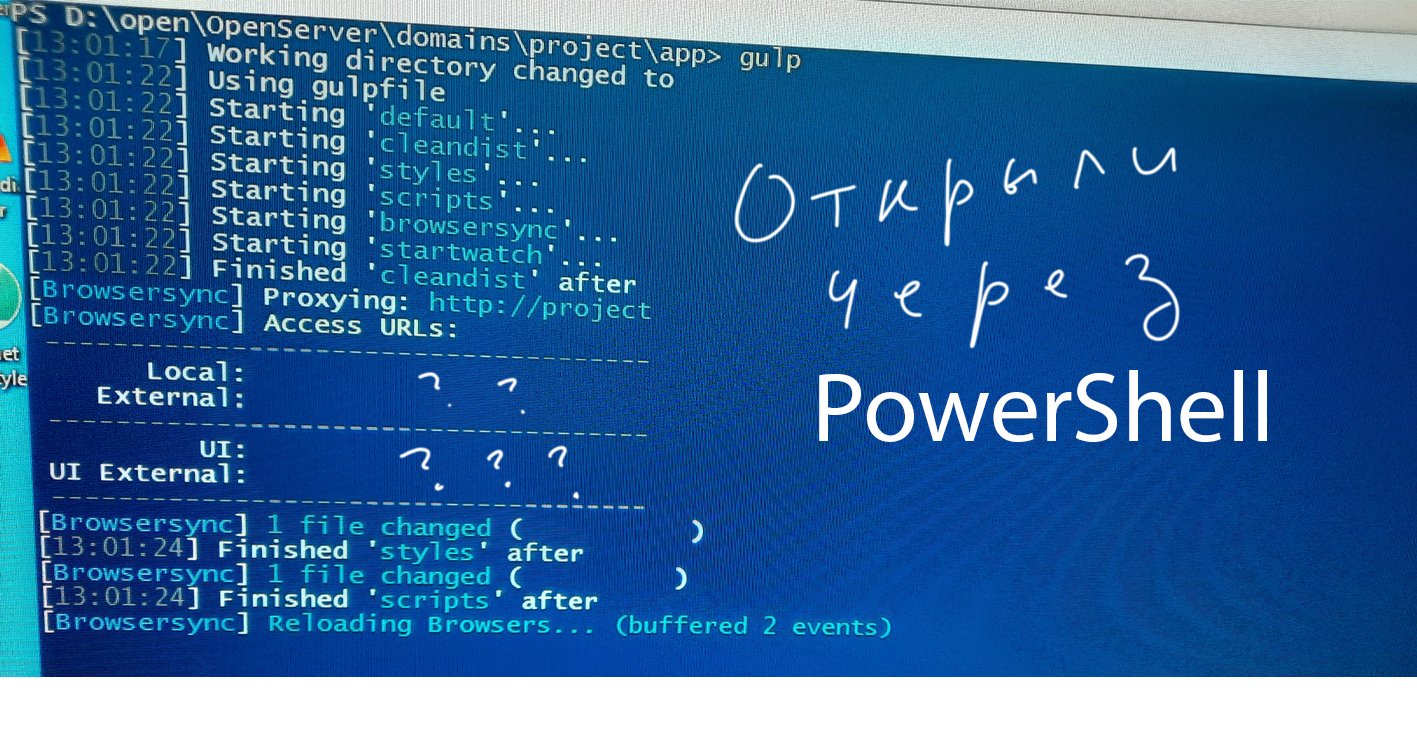 PS D:\open\OpenServer\domains\project\app> gulp
[13:01:17] Working directory changed to
[13:01:22] Using gulpfile
[13:01:22] Starting 'default'...
[13:01:22] Starting 'cleandist'...
[13:01:22] Starting 'styles'...
[13:01:22] Starting 'scripts'...
[13:01:22] Starting 'browsersync'...
[13:01:22] Starting 'startwatch'...
[13:01:22] Finished 'cleandist' after
[Browsersync] Proxying: http://project
[Browsersync] Access URLs:
Local: ? ?
External:
UI: ? ? ?
UI External:
[Browsersync] 1 file changed ( )
[13:01:24] Finished 'styles' after
[Browsersync] 1 file changed ( )
[13:01:24] Finished 'scripts' after
[Browsersync] Reloading Browsers... (buffered 2 events)
Открыли
через
PowerShell